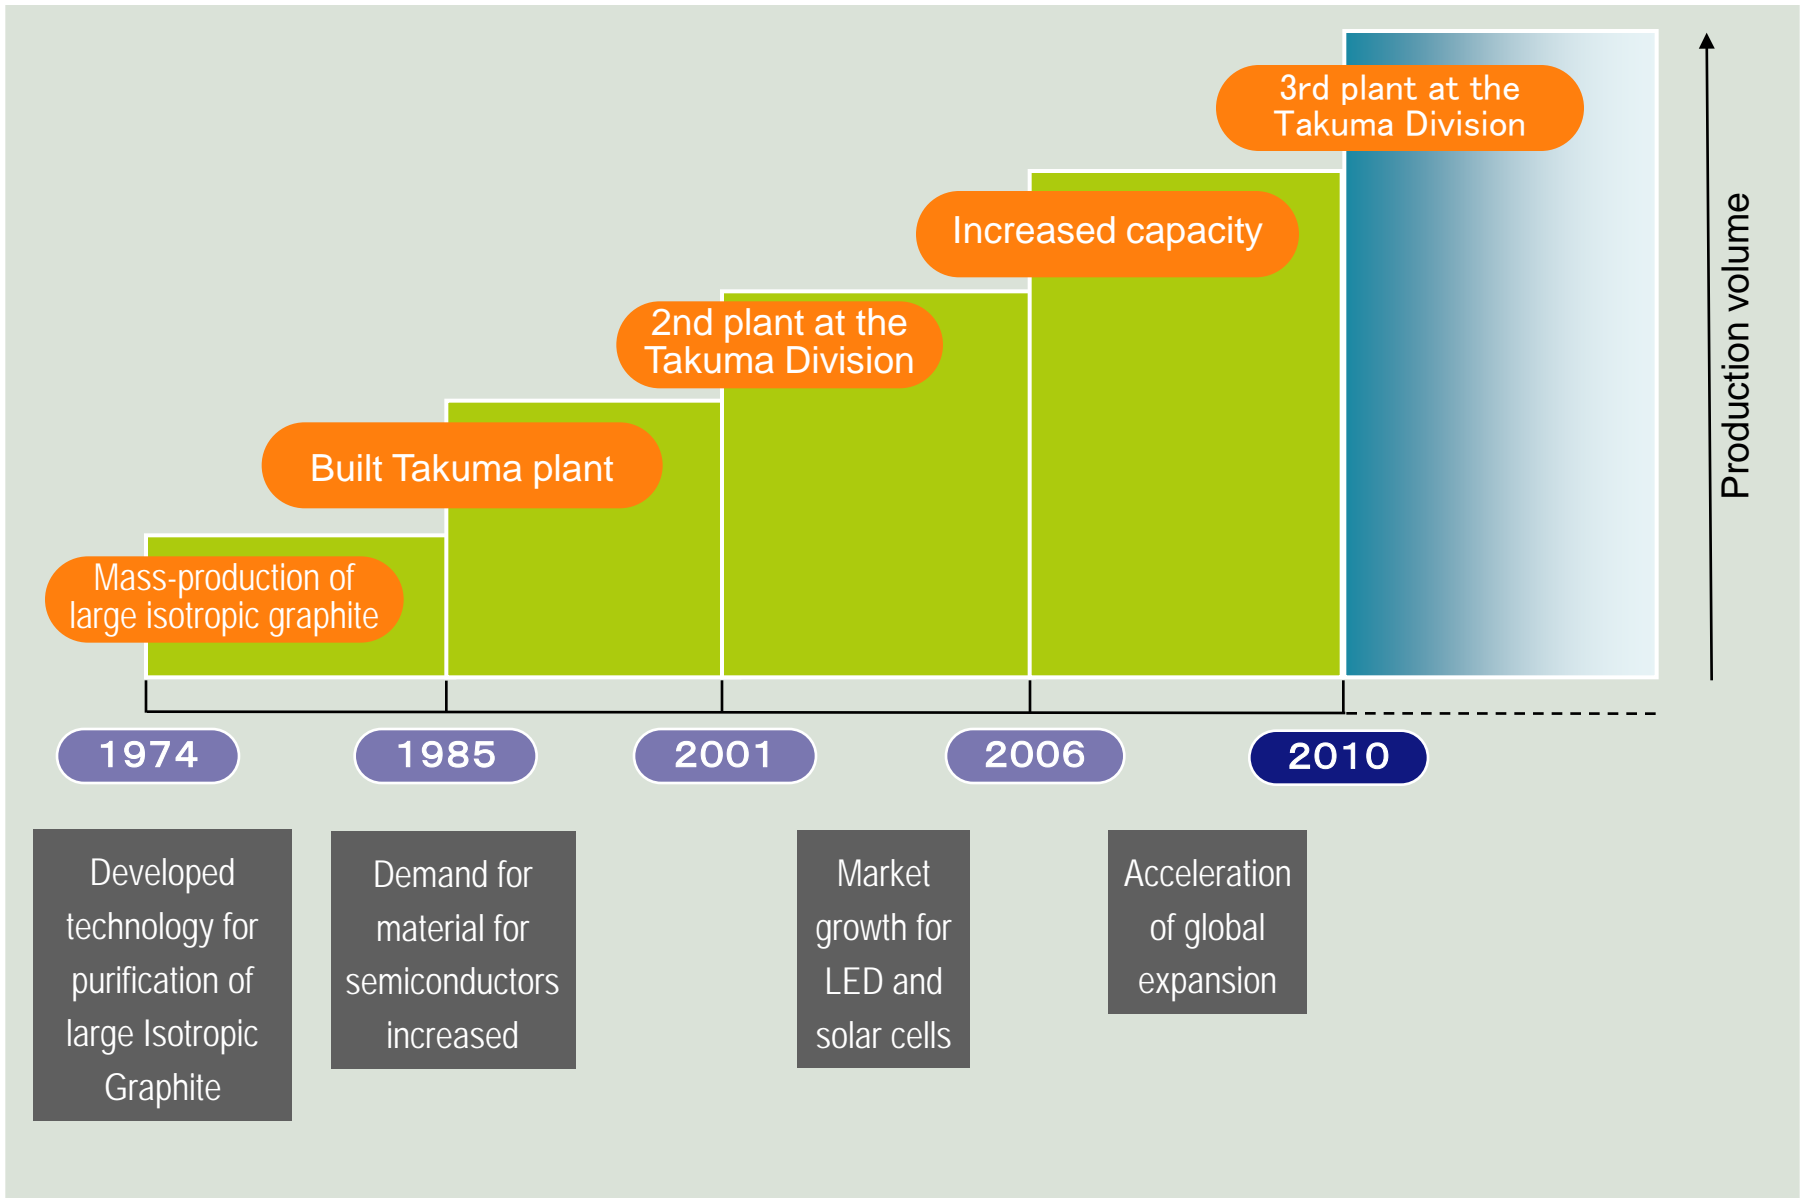 3rd plant at the
Takuma Division
Increased capacity
2nd plant at the
Takuma Division
Built Takuma plant
Mass-production of
large isotropic graphite
Production volume
1974
1985
2001
2006
2010
Developed
technology for
purification of
large Isotropic
Graphite
Demand for
material for
semiconductors
increased
Market
growth for
LED and
solar cells
Acceleration
of global
expansion